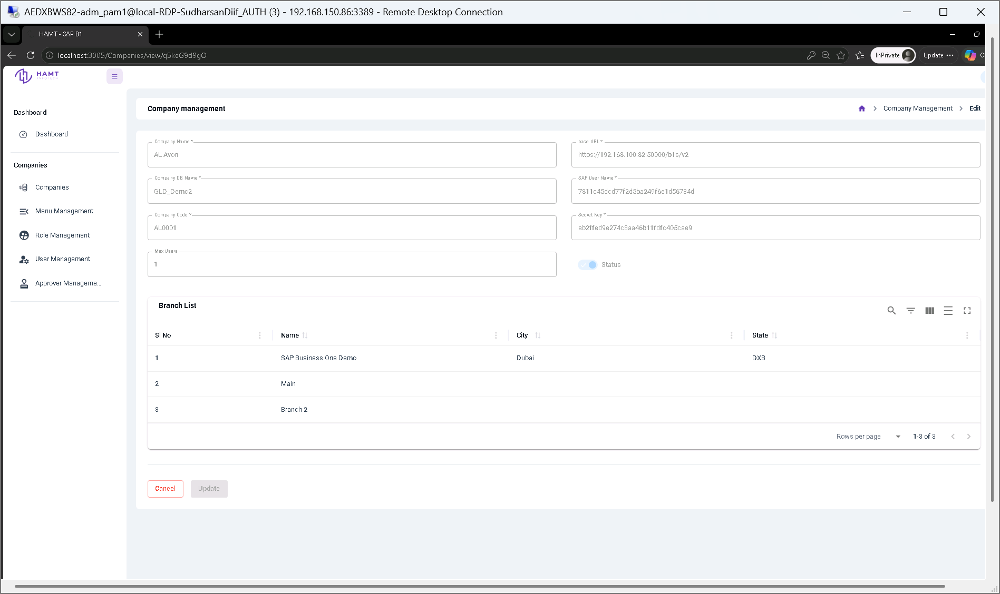 AEDXBWS82-adm_pam1@local-RDP-SudharsanDiif_AUTH (3) - 192.168.150.86:3389 - Remote Desktop Connection
HAMT - SAP B1
localhost:3005/Companies/view/q5keG9d9gO
InPrivate
Update
HAMT
INFOTECH
Company management
Company Management
Edit
Dashboard
Dashboard
Companies
Companies
Menu Management
Role Management
User Management
Approver Manageme...
Company Name *
AL Avon
base URL *
https://192.168.100.82:50000/b1s/v2
Company DB Name *
GLD_Demo2
SAP User Name *
7811c45dcd77f2d5ba249f6e1d56734d
Company Code *
AL0001
Secret Key *
eb2ffed9e274c3aa46b11fdfc405cae9
Max Users
1
Status
Branch List
Sl No
Name
City
State
1
SAP Business One Demo
Dubai
DXB
2
Main
3
Branch 2
Rows per page
1-3 of 3
Cancel
Update